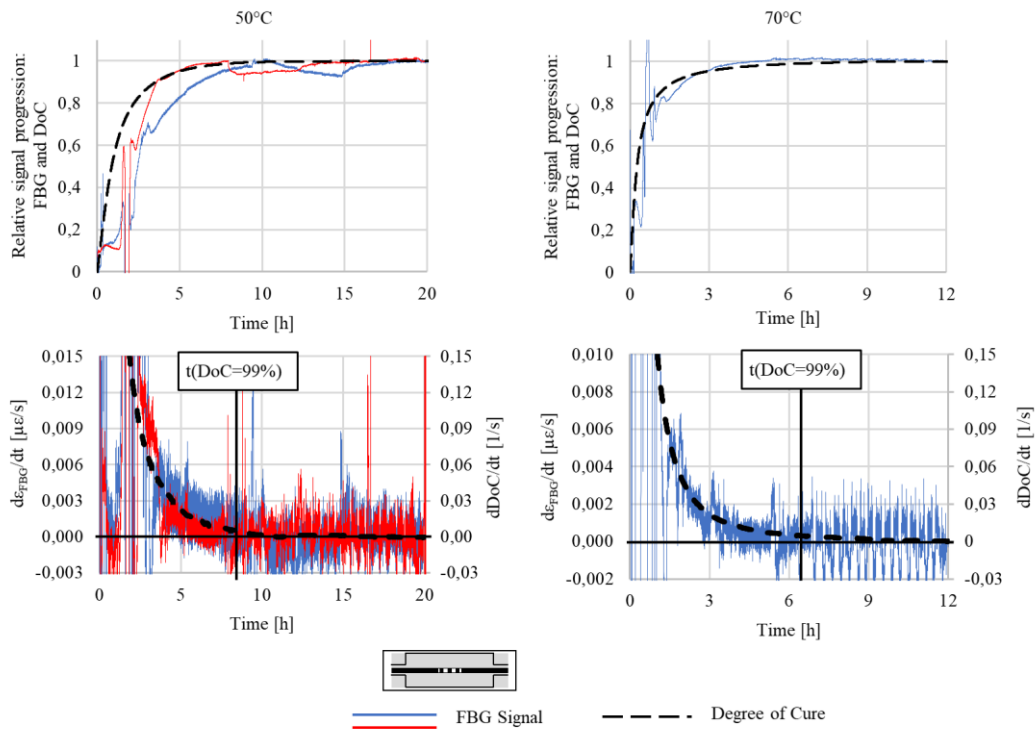 50°C
Relative signal progression:
FBG and DoC
1
0,8
0,6
0,4
0,2
0
0 5 10 15 20
Time [h]
70°C
Relative signal progression:
FBG and DoC
1
0,8
0,6
0,4
0,2
0
0 3 6 9 12
Time [h]
dεFBG/dt [με/s]
0,015
0,012
0,009
0,006
0,003
0,000
-0,003
t(DoC=99%)
0,15
0,12
0,09
0,06
0,03
0,00
-0,03
dDoC/dt [1/s]
0 5 10 15 20
Time [h]
dεFBG/dt [με/s]
0,010
0,008
0,006
0,004
0,002
0,000
-0,002
t(DoC=99%)
0,15
0,12
0,09
0,06
0,03
0
-0,03
dDoC/dt [1/s]
0 3 6 9 12
Time [h]
FBG Signal
Degree of Cure